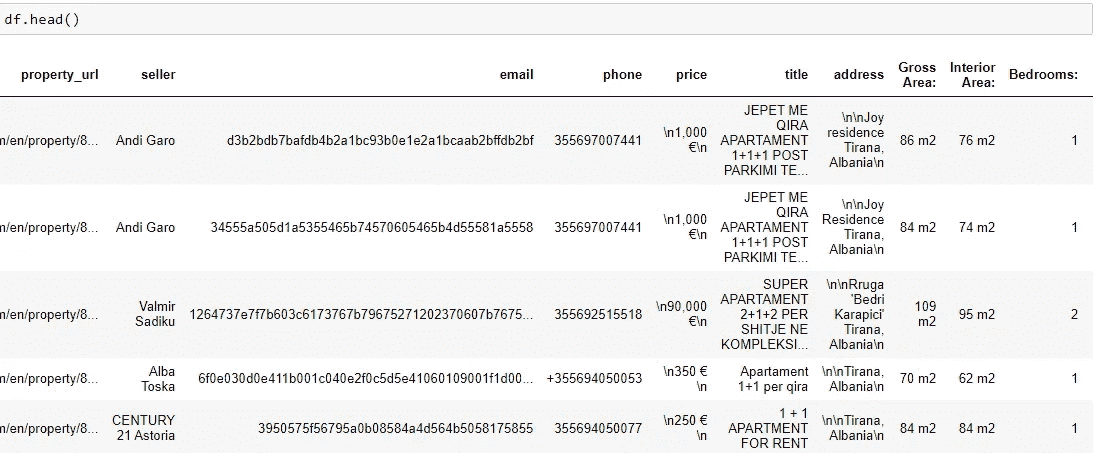 df.head()
property_url seller email phone price title address Gross Area: Interior Area: Bedrooms:
m/en/property/8... Andi Garo d3b2bdb7bafdb4b2a1bc93b0e1e2a1bcaab2bffdb2bf 355697007441 \n1,000 €\n JEPET ME QIRA APARTAMENT 1+1+1 POST PARKIMI TE... \n\nJoy residence Tirana, Albania\n 86 m2 76 m2 1
m/en/property/8... Andi Garo 34555a505d1a5355465b74570605465b4d55581a5558 355697007441 \n1,000 €\n JEPET ME QIRA APARTAMENT 1+1+1 POST PARKIMI TE... \n\nJoy Residence Tirana, Albania\n 84 m2 74 m2 1
m/en/property/8... Valmir Sadiku 1264737e7f7b603c6173767b79675271202370607b7675... 355692515518 \n90,000 €\n SUPER APARTAMENT 2+1+2 PER SHITJE NE KOMPLEKSI... \n\nRruga 'Bedri Karapici' Tirana, Albania\n 109 m2 95 m2 2
m/en/property/8... Alba Toska 6f0e030d0e411b001c040e2f0c5d5e41060109001f1d00... +355694050053 \n350 €\n Apartament 1+1 per qira \n\nTirana, Albania\n 70 m2 62 m2 1
m/en/property/8... CENTURY 21 Astoria 3950575f56795a0b08584a4d564b5058175855 355694050077 \n250 €\n 1 + 1 APARTMENT FOR RENT \n\nTirana, Albania\n 84 m2 84 m2 1